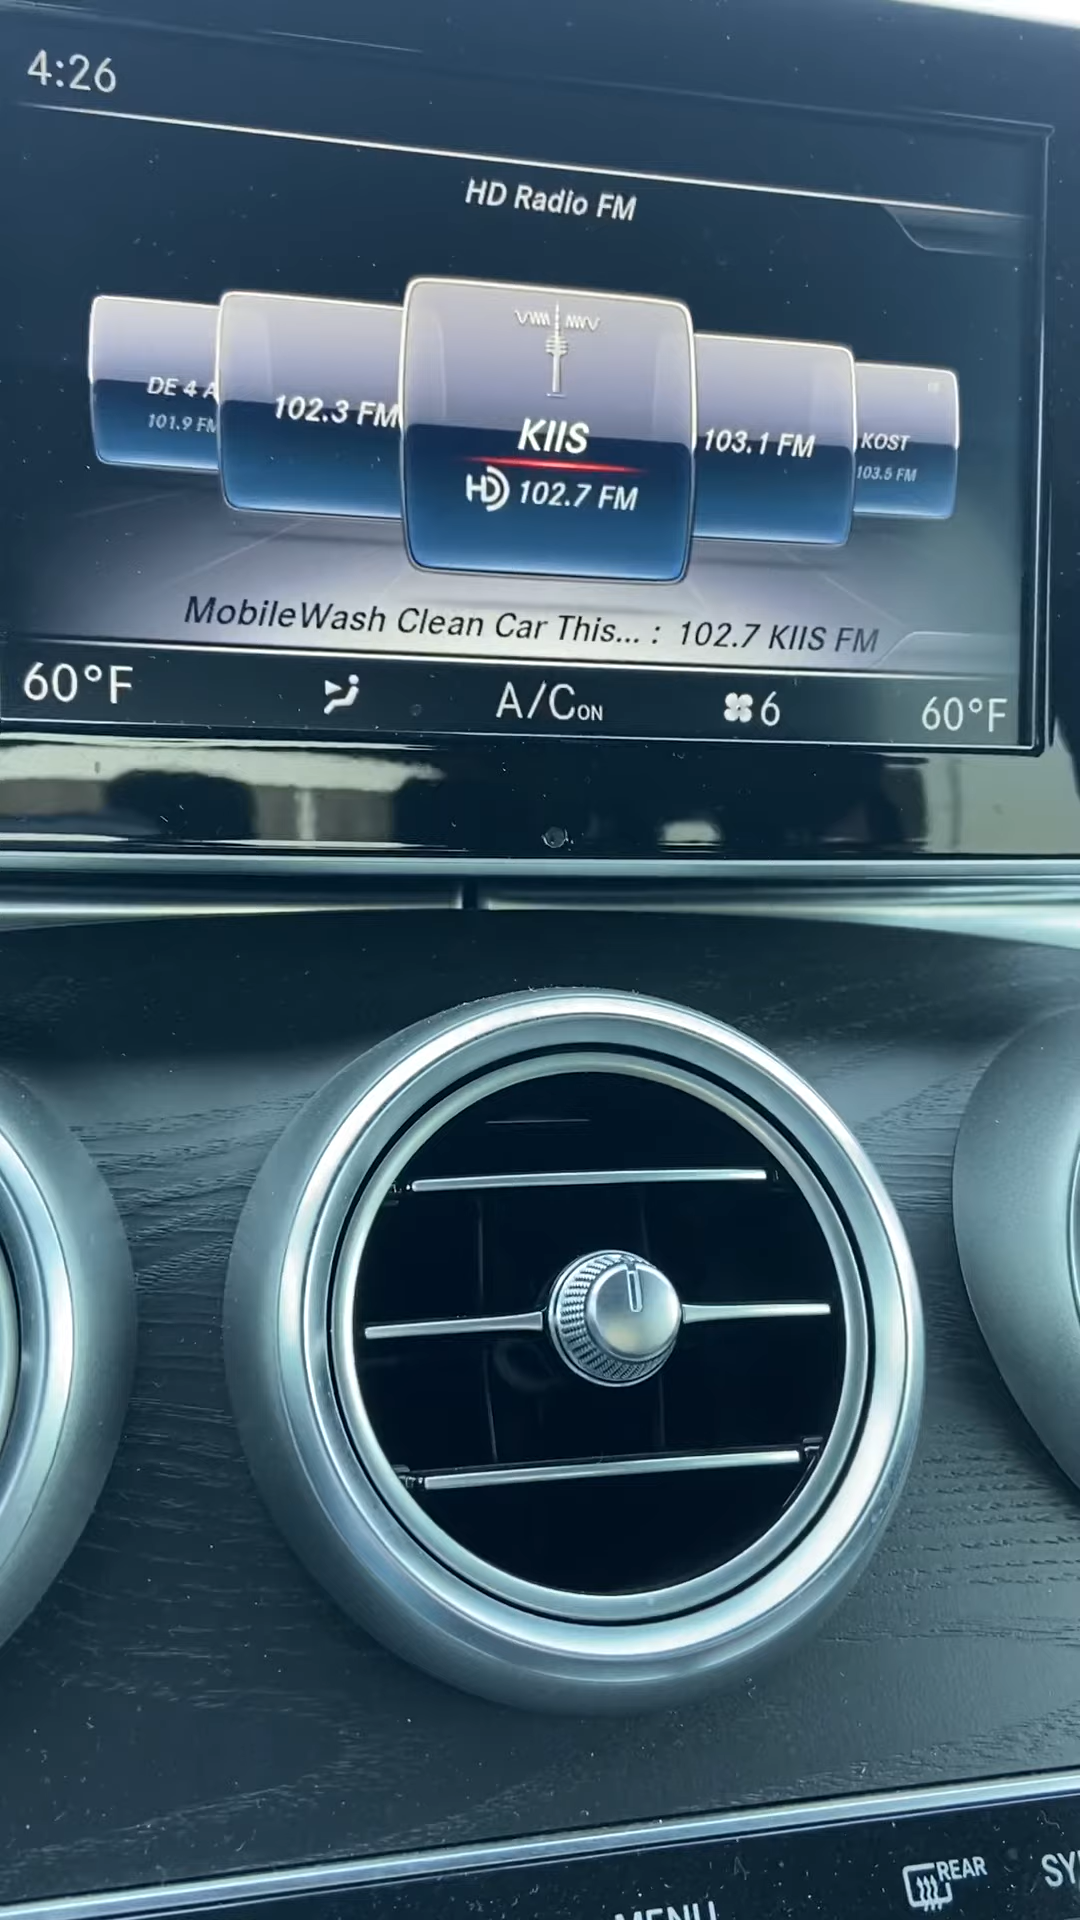 4:26
HD Radio FM
DE 4 A
101.9 FM
102.3 FM
KIIS
HD 102.7 FM
103.1 FM
KOST
103.5 FM
MobileWash Clean Car This... : 102.7 KIIS FM
60°F
A/C ON
6
60°F
REAR
SY
MENU